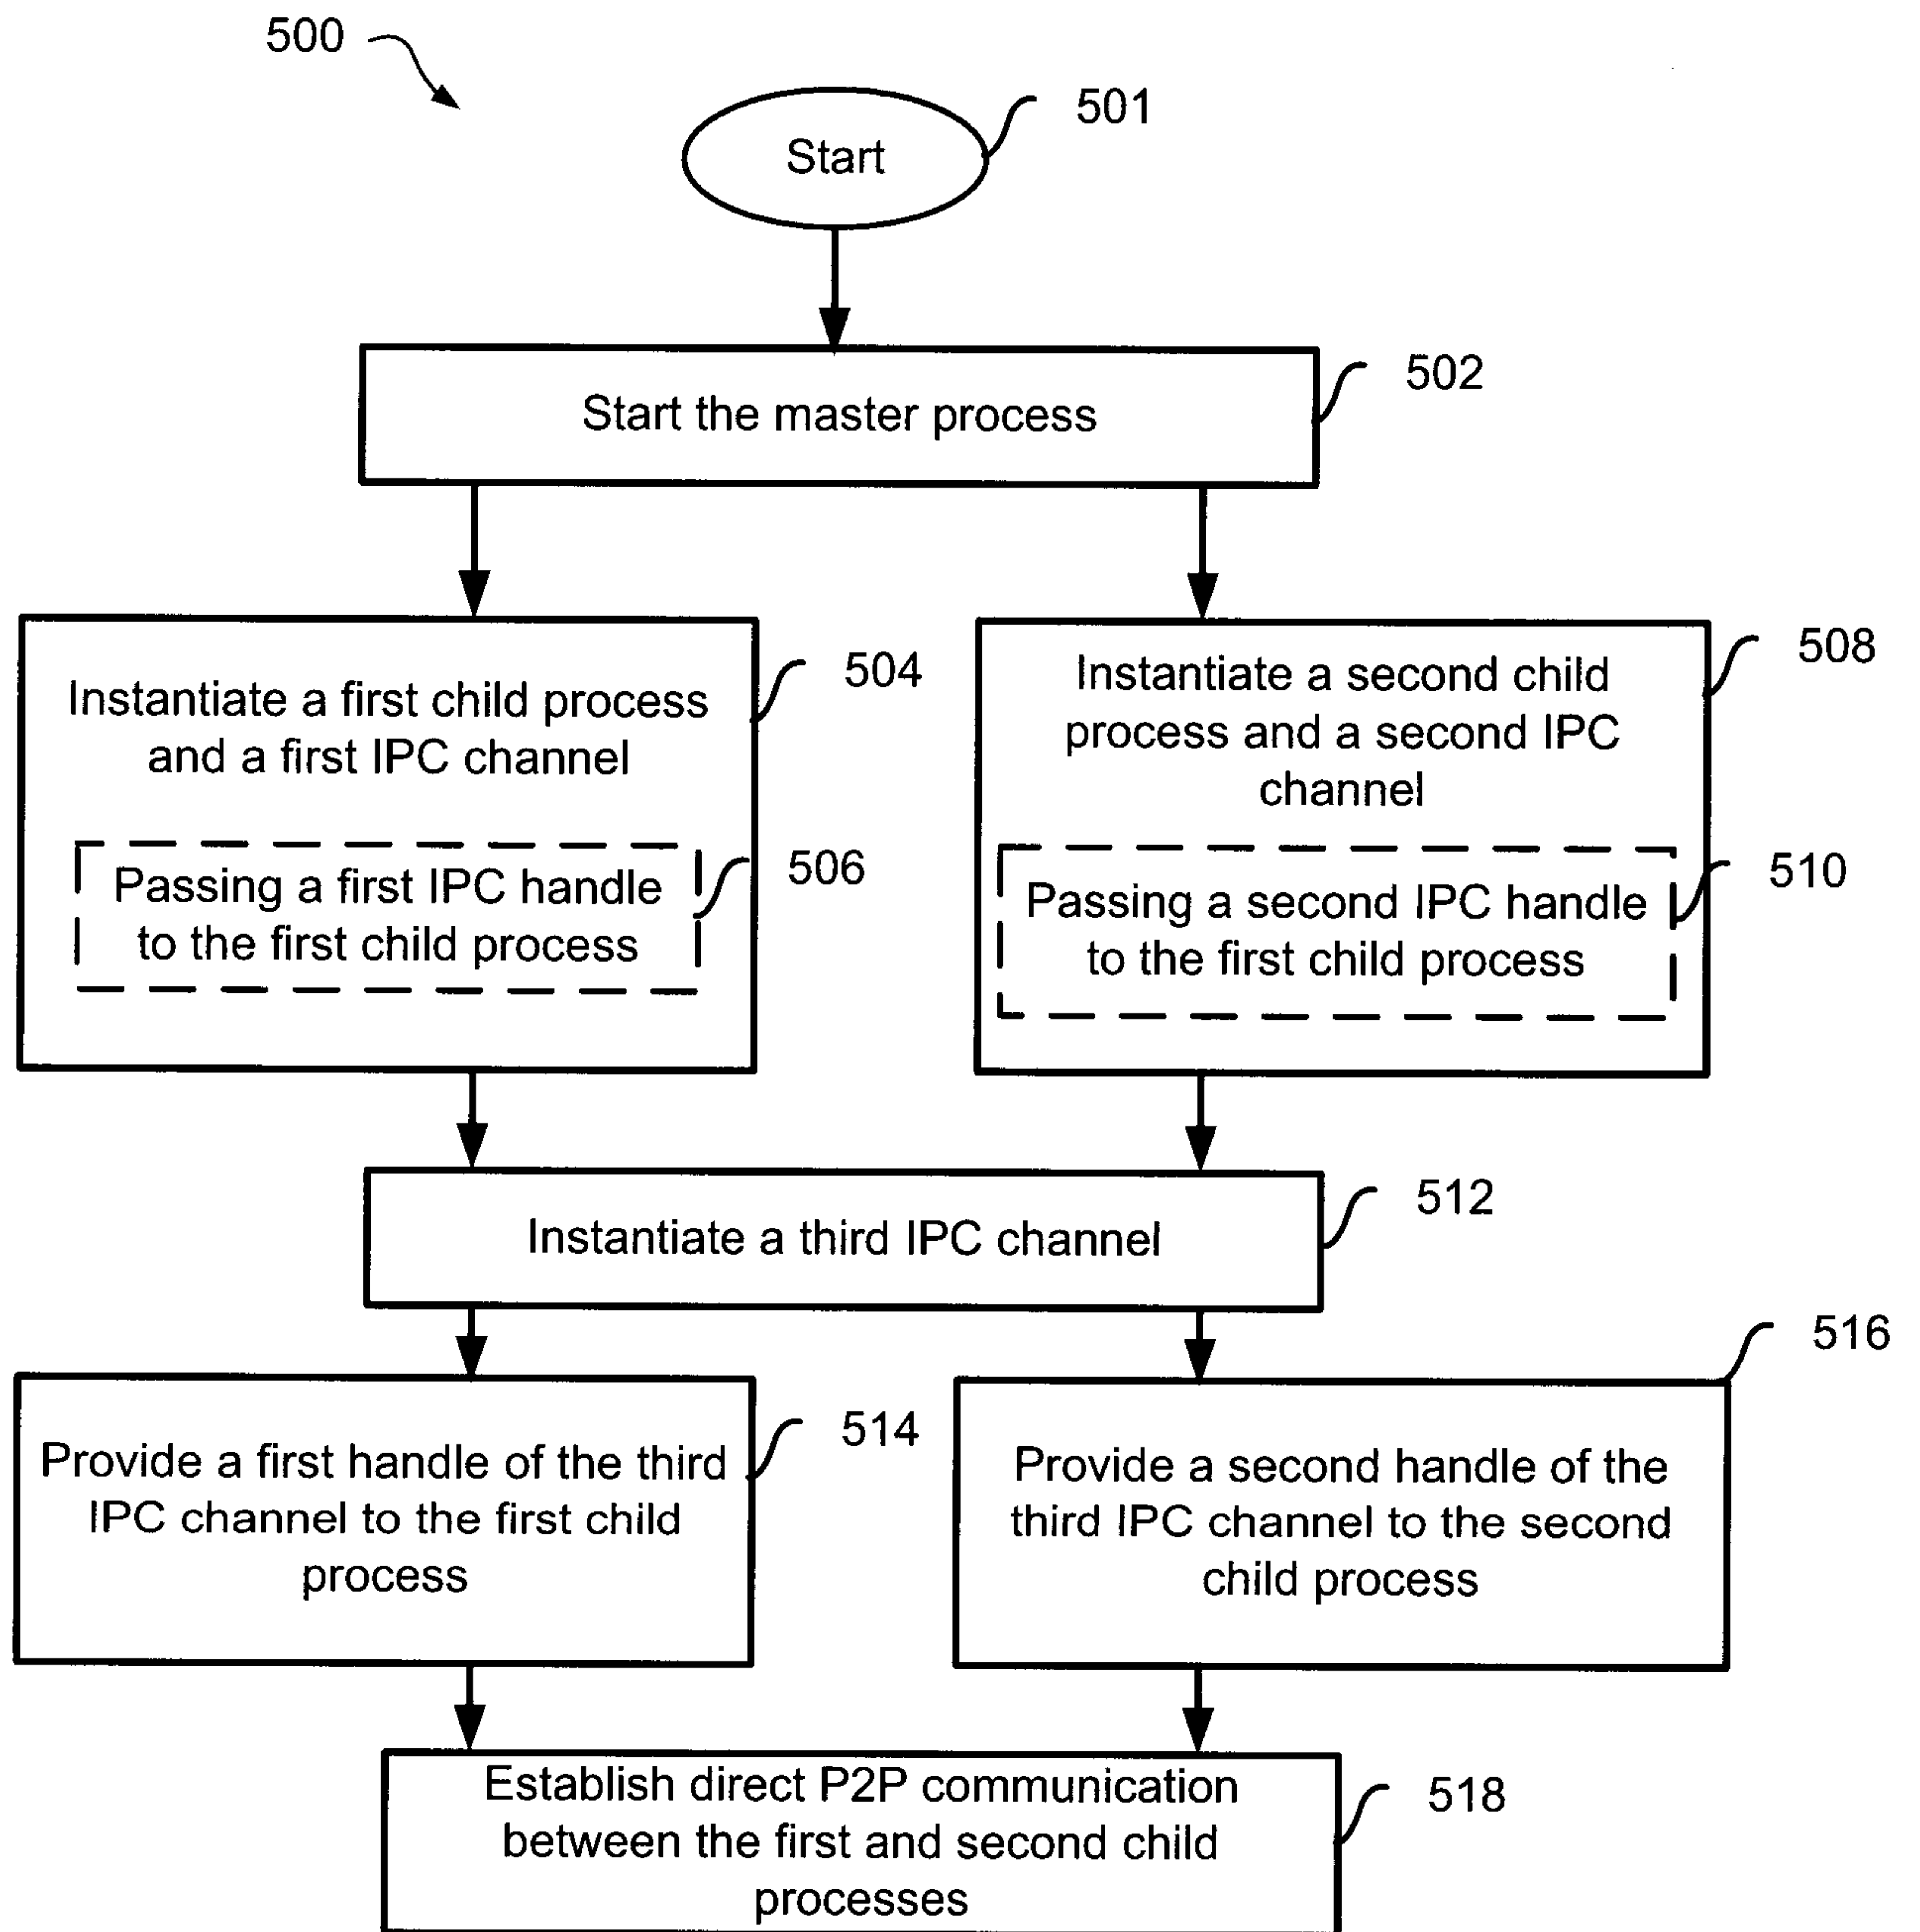 500
501
Start
502
Start the master process
504
Instantiate a first child process
and a first IPC channel
506
Passing a first IPC handle
to the first child process
508
Instantiate a second child
process and a second IPC
channel
510
Passing a second IPC handle
to the first child process
512
Instantiate a third IPC channel
514
Provide a first handle of the third
IPC channel to the first child
process
516
Provide a second handle of the
third IPC channel to the second
child process
518
Establish direct P2P communication
between the first and second child
processes